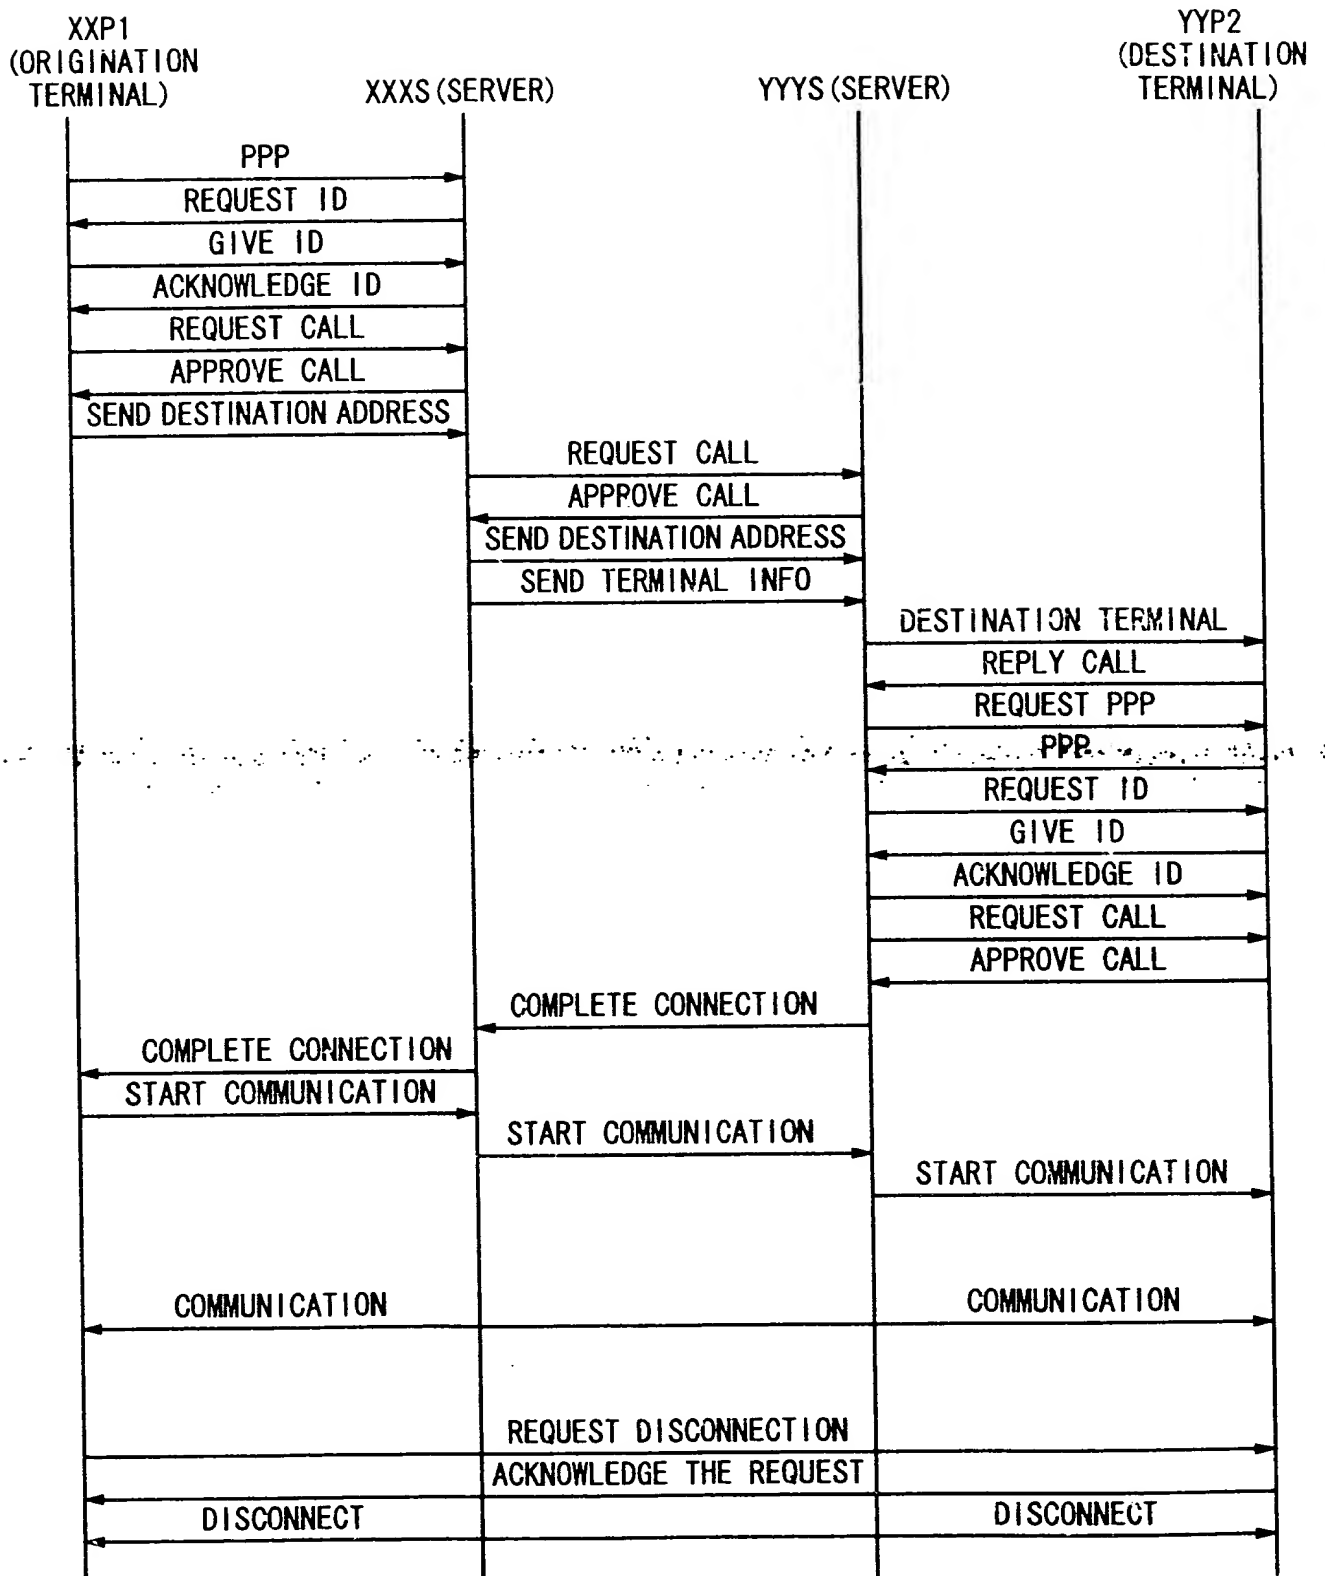 XXP1
(ORIGINATION
TERMINAL)
XXXS(SERVER)
YYYS(SERVER)
YYP2
(DESTINATION
TERMINAL)
PPP
REQUEST ID
GIVE ID
ACKNOWLEDGE ID
REQUEST CALL
APPROVE CALL
SEND DESTINATION ADDRESS
REQUEST CALL
APPROVE CALL
SEND DESTINATION ADDRESS
SEND TERMINAL INFO
DESTINATION TERMINAL
REPLY CALL
REQUEST PPP
PPP
REQUEST ID
GIVE ID
ACKNOWLEDGE ID
REQUEST CALL
APPROVE CALL
COMPLETE CONNECTION
COMPLETE CONNECTION
START COMMUNICATION
START COMMUNICATION
START COMMUNICATION
COMMUNICATION
COMMUNICATION
REQUEST DISCONNECTION
ACKNOWLEDGE THE REQUEST
DISCONNECT
DISCONNECT